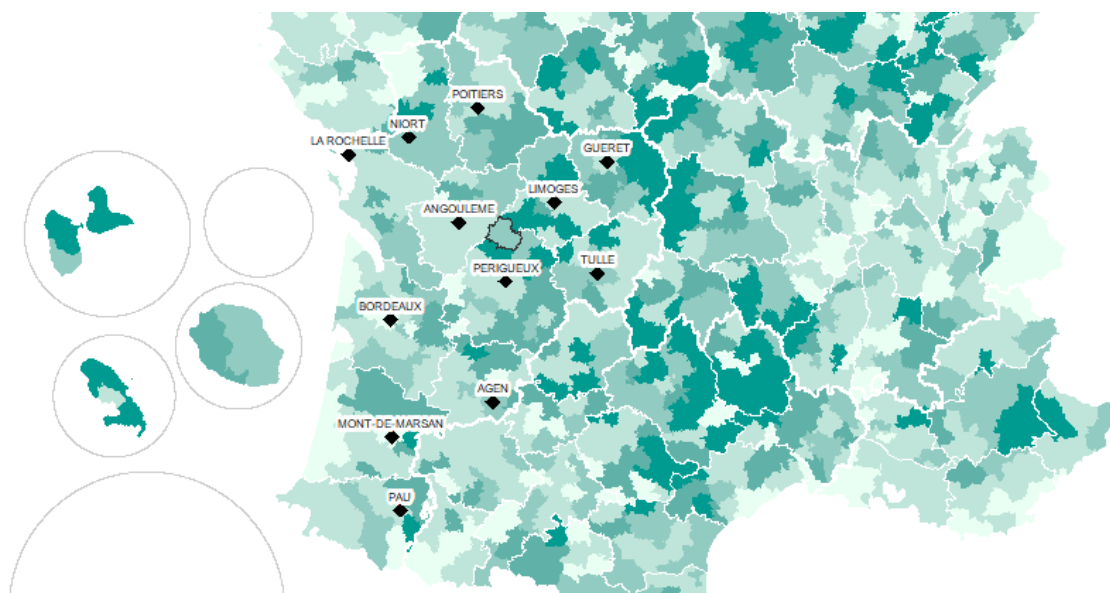 POITIERS
NIORT
LA ROCHELLE
GUERET
LIMOGES
ANGOULEME
TULLE
PERIGUEUX
BORDEAUX
AGEN
MONT-DE-MARSAN
PAU